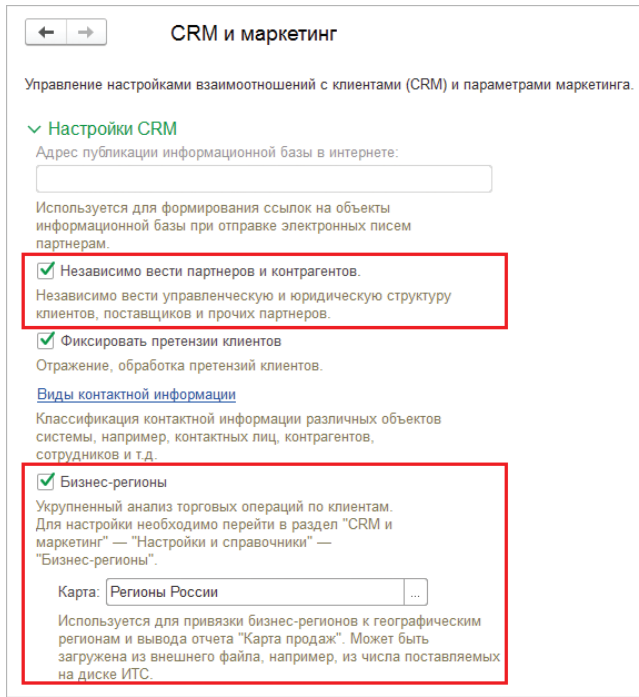 CRM и маркетинг
Управление настройками взаимоотношений с клиентами (CRM) и параметрами маркетинга.
Настройки CRM
Адрес публикации информационной базы в интернете:
Используется для формирования ссылок на объекты
информационной базы при отправке электронных писем
партнерам.
Независимо вести партнеров и контрагентов.
Независимо вести управленческую и юридическую структуру
клиентов, поставщиков и прочих партнеров.
Фиксировать претензии клиентов
Отражение, обработка претензий клиентов.
Виды контактной информации
Классификация контактной информации различных объектов
системы, например, контактных лиц, контрагентов,
сотрудников и т.д.
Бизнес-регионы
Укрупненный анализ торговых операций по клиентам.
Для настройки необходимо перейти в раздел "CRM и
маркетинг" — "Настройки и справочники" —
"Бизнес-регионы".
Карта: Регионы России ...
Используется для привязки бизнес-регионов к географическим
регионам и вывода отчета "Карта продаж". Может быть
загружена из внешнего файла, например, из числа поставляемых
на диске ИТС.